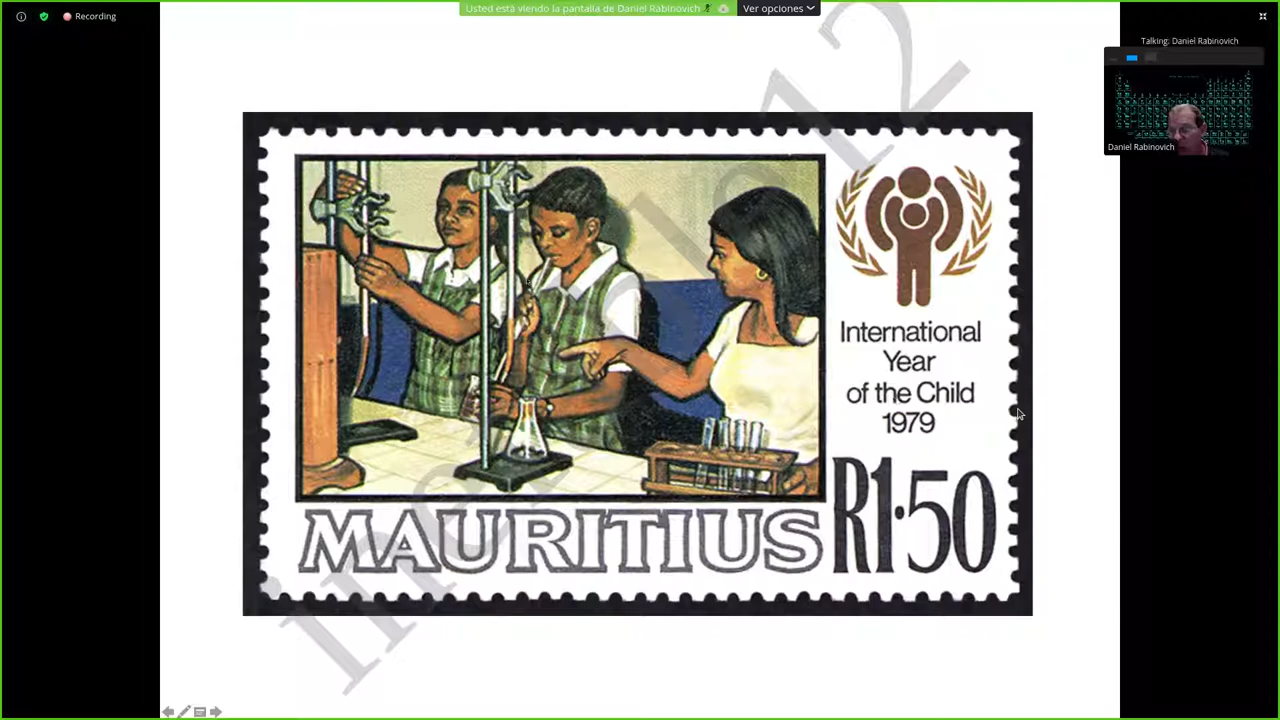 Recording
Usted está viendo la pantalla de Daniel Rabinovich
Ver opciones
Talking: Daniel Rabinovich
Daniel Rabinovich
International
Year
of the Child
1979
MAURITIUS
R1·50